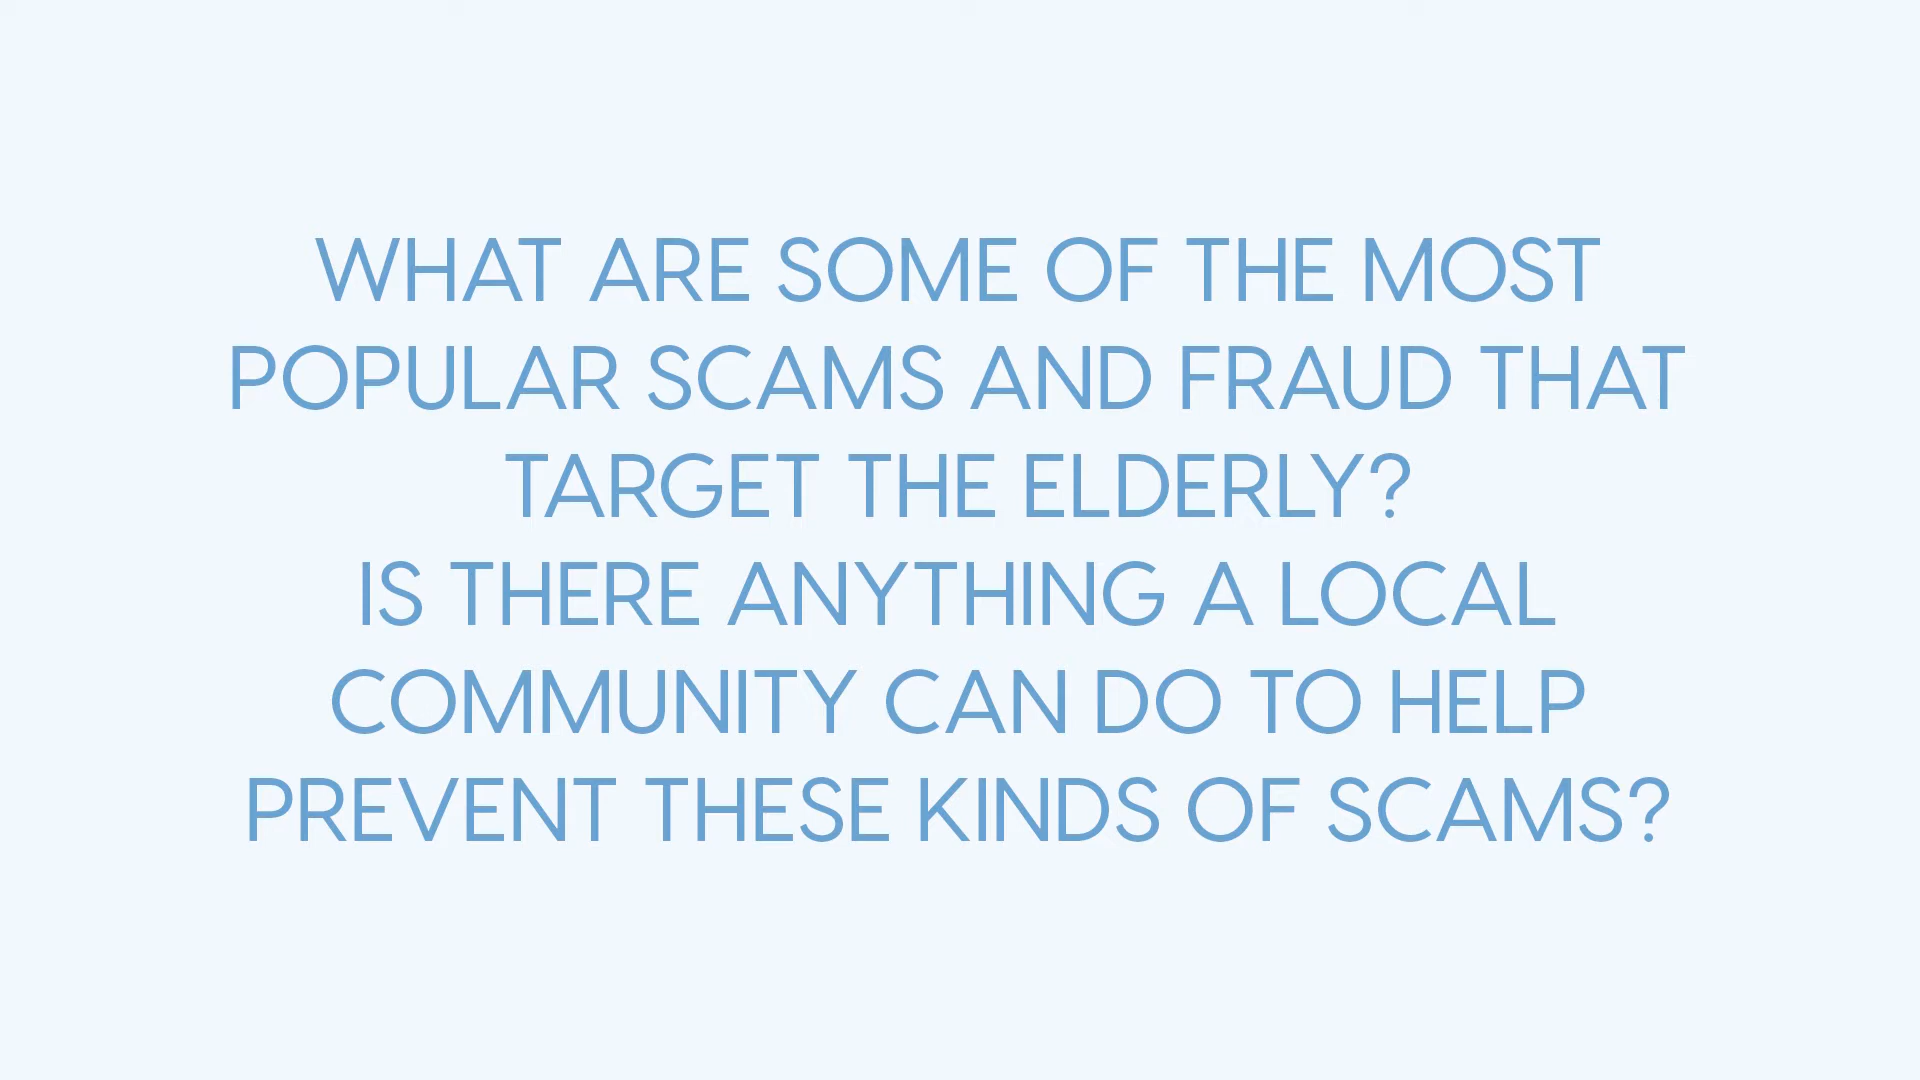 WHAT ARE SOME OF THE MOST
POPULAR SCAMS AND FRAUD THAT
TARGET THE ELDERLY?
IS THERE ANYTHING A LOCAL
COMMUNITY CAN DO TO HELP
PREVENT THESE KINDS OF SCAMS?